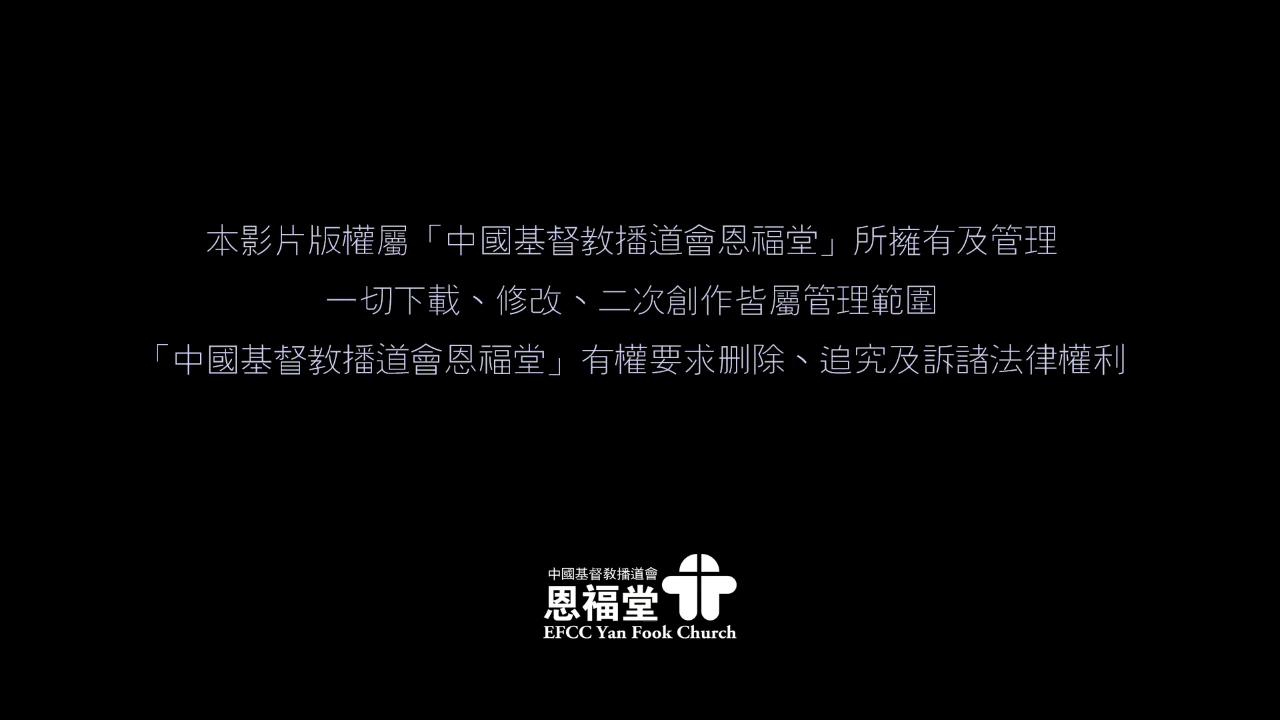 本影片版權屬「中國基督教播道會恩福堂」所擁有及管理
一切下載、修改、二次創作皆屬管理範圍
「中國基督教播道會恩福堂」有權要求删除、追究及訴諸法律權利
中國基督教播道會
恩福堂
EFCC Yan Fook Church